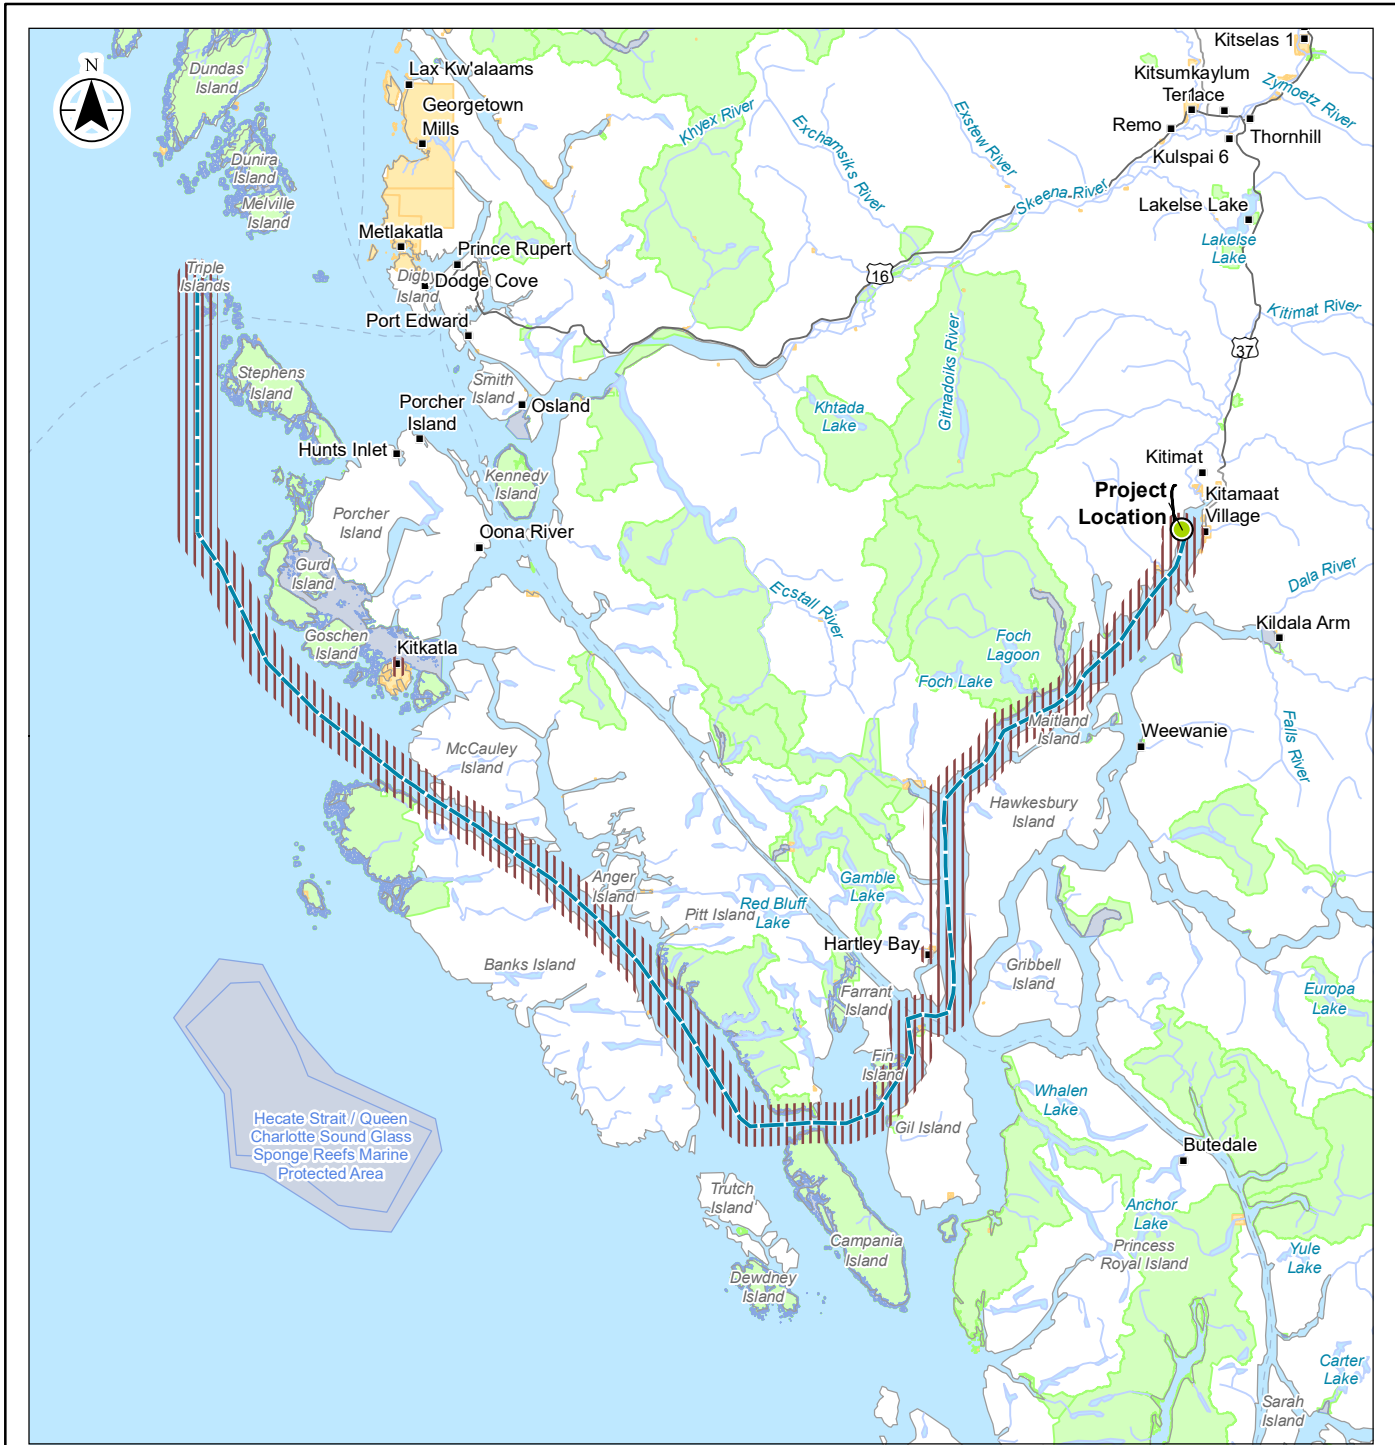 N
Dundas
Island
Lax Kw'alaams
Georgetown
Mills
Dunira
Island
Melville
Island
Khyex River
Exchamsiks River
Exstew River
Skeena River
Kitselas 1
Kitsumkaylum
Terrace
Zymoetz River
Remo
Thornhill
Kulspai 6
Lakelse Lake
Lakelse
Lake
Metlakatla
Prince Rupert
Digby
Island
Dodge Cove
Port Edward
Triple
Islands
16
Kitimat River
37
Stephens
Island
Smith
Island
Osland
Porcher
Island
Hunts Inlet
Khtada
Lake
Gitnadoiks River
Kennedy
Island
Porcher
Island
Oona River
Kitimat
Project
Location
Kitamaat
Village
Gurd
Island
Goschen
Island
Kitkatla
Ecstall River
Dala River
Kildala Arm
Foch
Lagoon
Foch Lake
Maitland
Island
Weewanie
Falls River
McCauley
Island
Hawkesbury
Island
Anger
Island
Pitt Island
Red Bluff
Lake
Gamble
Lake
Hartley Bay
Banks Island
Gribbell
Island
Farrant
Island
Europa
Lake
Fin
Island
Whalen
Lake
Gil Island
Hecate Strait / Queen
Charlotte Sound Glass
Sponge Reefs Marine
Protected Area
Butedale
Trutch
Island
Anchor
Lake
Princess
Royal Island
Campania
Island
Yule
Lake
Dewdney
Island
Carter
Lake
Sarah
Island